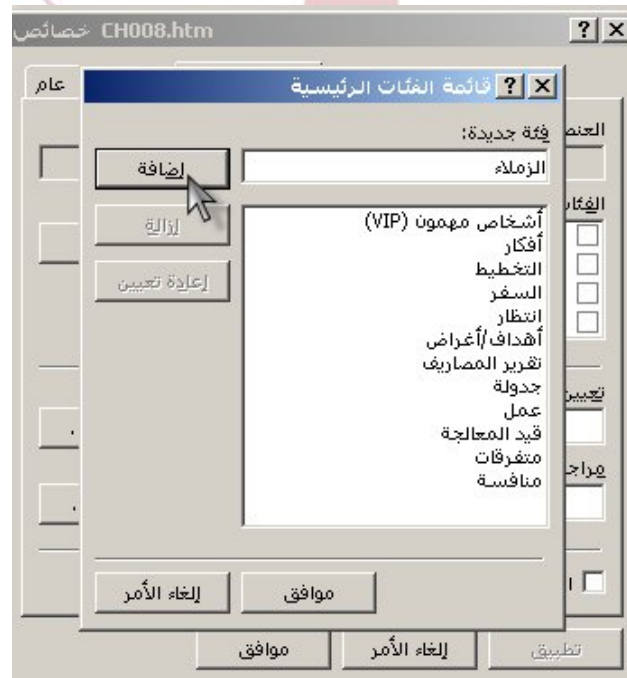 خصائص CH008.htm
عام
قائمة الفئات الرئيسية
فئة جديدة:
الزملاء
إضافة
إزالة
إعادة تعيين
أشخاص مهمون (VIP)
أفكار
التخطيط
السفر
انتظار
أهداف/أغراض
تقرير المصاريف
جدولة
عمل
قيد المعالجة
متفرقات
منافسة
موافق
إلغاء الأمر
موافق
إلغاء الأمر
تطبيق